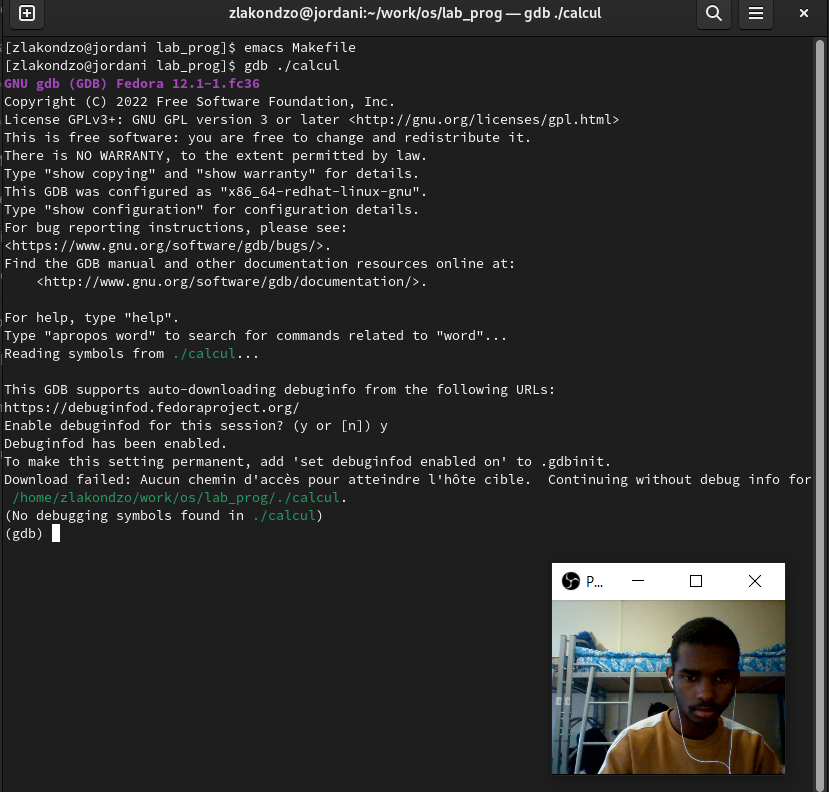 zlakondzo@jordani:~/work/os/lab_prog — gdb ./calcul
[zlakondzo@jordani lab_prog]$ emacs Makefile
[zlakondzo@jordani lab_prog]$ gdb ./calcul
GNU gdb (GDB) Fedora 12.1-1.fc36
Copyright (C) 2022 Free Software Foundation, Inc.
License GPLv3+: GNU GPL version 3 or later <http://gnu.org/licenses/gpl.html>
This is free software: you are free to change and redistribute it.
There is NO WARRANTY, to the extent permitted by law.
Type "show copying" and "show warranty" for details.
This GDB was configured as "x86_64-redhat-linux-gnu".
Type "show configuration" for configuration details.
For bug reporting instructions, please see:
<https://www.gnu.org/software/gdb/bugs/>.
Find the GDB manual and other documentation resources online at:
    <http://www.gnu.org/software/gdb/documentation/>.
For help, type "help".
Type "apropos word" to search for commands related to "word"...
Reading symbols from ./calcul...
This GDB supports auto-downloading debuginfo from the following URLs:
https://debuginfod.fedoraproject.org/
Enable debuginfod for this session? (y or [n]) y
Debuginfod has been enabled.
To make this setting permanent, add 'set debuginfod enabled on' to .gdbinit.
Download failed: Aucun chemin d'accès pour atteindre l'hôte cible.  Continuing without debug info for
 /home/zlakondzo/work/os/lab_prog/./calcul.
(No debugging symbols found in ./calcul)
(gdb)
P...